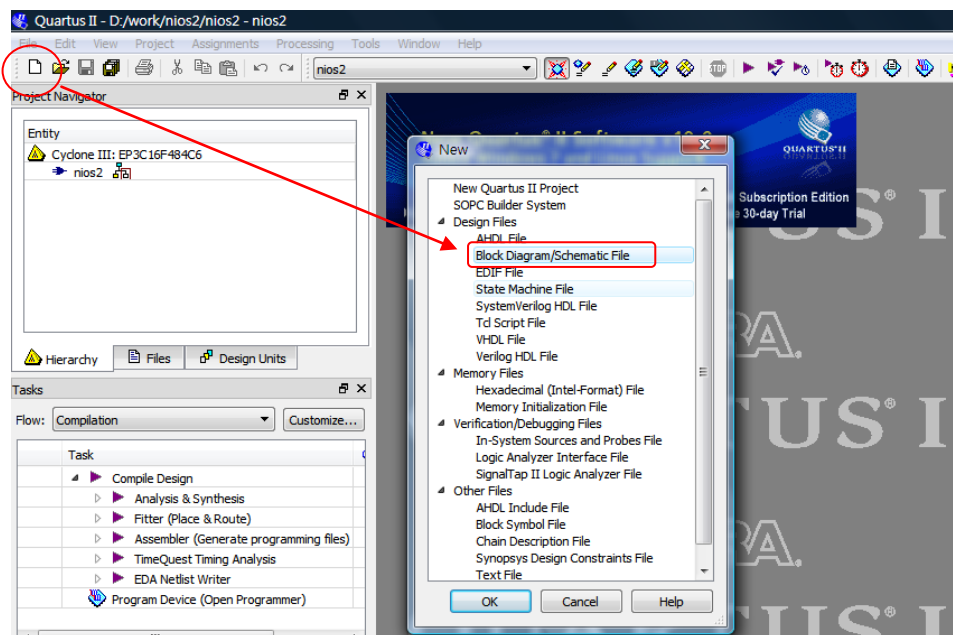 Quartus II - D:/work/nios2/nios2 - nios2
File Edit View Project Assignments Processing Tools Window Help
nios2
Project Navigator
Entity
Cyclone III: EP3C16F484C6
nios2
Hierarchy Files Design Units
Tasks
Flow: Compilation Customize...
Task
Compile Design
Analysis & Synthesis
Fitter (Place & Route)
Assembler (Generate programming files)
TimeQuest Timing Analysis
EDA Netlist Writer
Program Device (Open Programmer)
QUARTUS II
Subscription Edition
30-day Trial
New
New Quartus II Project
SOPC Builder System
Design Files
AHDL File
Block Diagram/Schematic File
EDIF File
State Machine File
SystemVerilog HDL File
Tcl Script File
VHDL File
Verilog HDL File
Memory Files
Hexadecimal (Intel-Format) File
Memory Initialization File
Verification/Debugging Files
In-System Sources and Probes File
Logic Analyzer Interface File
SignalTap II Logic Analyzer File
Other Files
AHDL Include File
Block Symbol File
Chain Description File
Synopsys Design Constraints File
Text File
OK Cancel Help